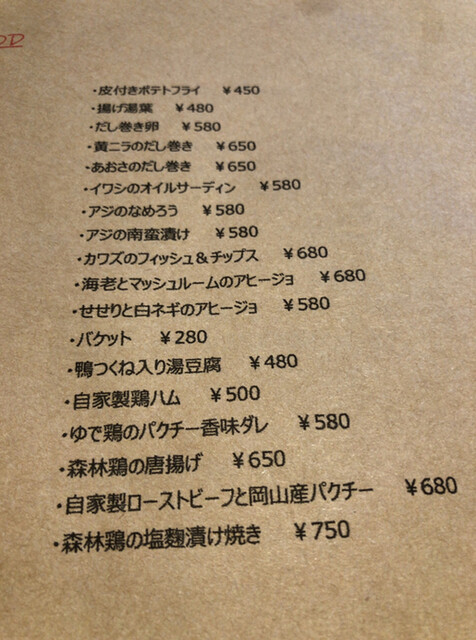 OD
・皮付きポテトフライ ¥450
・揚げ湯葉 ¥480
・だし巻き卵 ¥580
・黄ニラのだし巻き ¥650
・あおさのだし巻き ¥650
・イワシのオイルサーディン ¥580
・アジのなめろう ¥580
・アジの南蛮漬け ¥580
・カワズのフィッシュ＆チップス ¥680
・海老とマッシュルームのアヒージョ ¥680
・せせりと白ネギのアヒージョ ¥580
・バケット ¥280
・鴨つくね入り湯豆腐 ¥480
・自家製鶏ハム ¥500
・ゆで鶏のパクチー香味ダレ ¥580
・森林鶏の唐揚げ ¥650
・自家製ローストビーフと岡山産パクチー ¥680
・森林鶏の塩麴漬け焼き ¥750